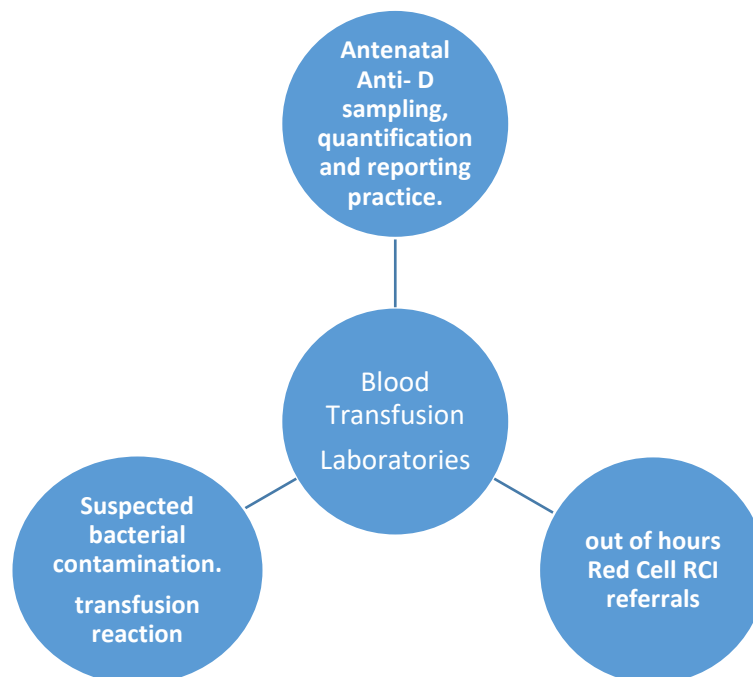 Antenatal
Anti- D
sampling,
quantification
and reporting
practice.
Blood
Transfusion
Laboratories
Suspected
bacterial
contamination.
transfusion
reaction
out of hours
Red Cell RCI
referrals